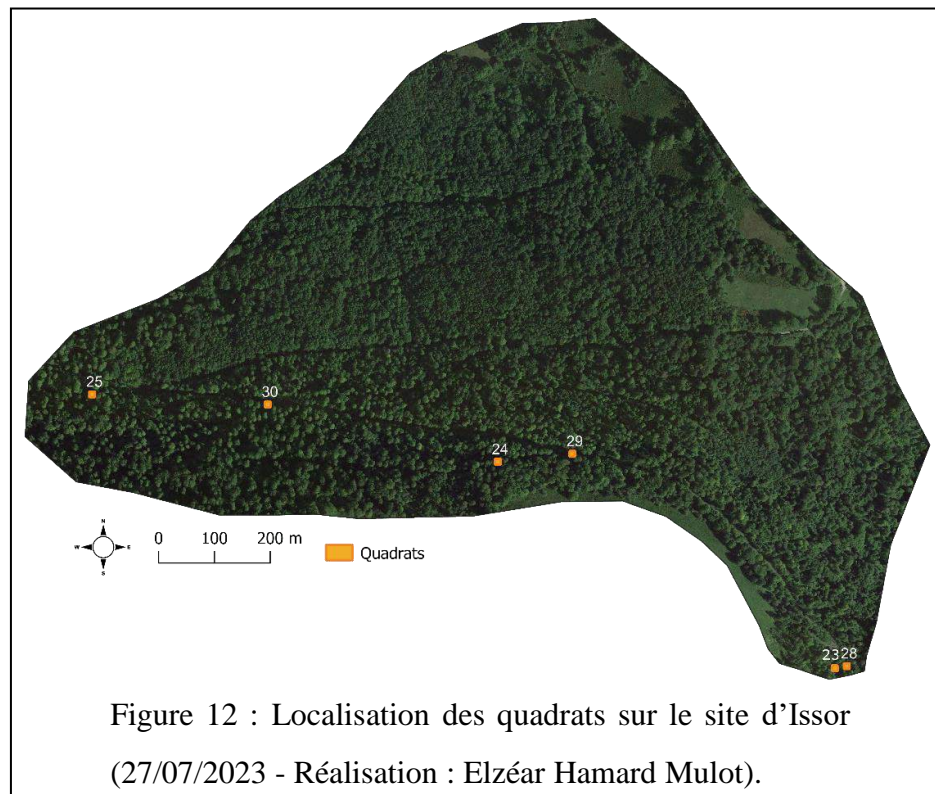 25
30
24
29
23 28
N
W E
S
0 100 200 m
Quadrats
Figure 12 : Localisation des quadrats sur le site d’Issor
(27/07/2023 - Réalisation : Elzéar Hamard Mulot).